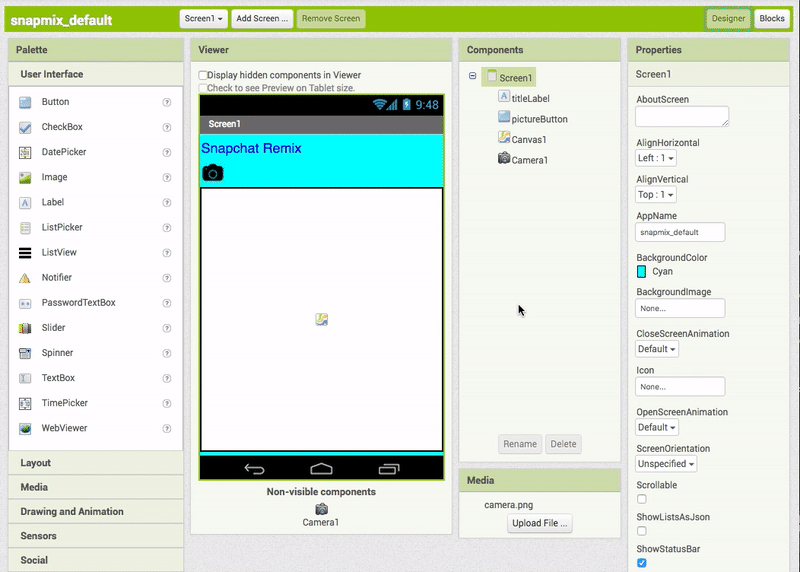 snapmix_default
Screen1
Add Screen ...
Remove Screen
Designer
Blocks
Palette
User Interface
Button
?
CheckBox
?
DatePicker
?
Image
?
Label
?
ListPicker
?
ListView
?
Notifier
?
PasswordTextBox
?
Slider
?
Spinner
?
TextBox
?
TimePicker
?
WebViewer
?
Layout
Media
Drawing and Animation
Sensors
Social
Viewer
Display hidden components in Viewer
Check to see Preview on Tablet size.
9:48
Screen1
Snapchat Remix
Non-visible components
Camera1
Components
Screen1
A titleLabel
pictureButton
Canvas1
Camera1
Rename
Delete
Media
camera.png
Upload File ...
Properties
Screen1
AboutScreen
AlignHorizontal
Left : 1
AlignVertical
Top : 1
AppName
snapmix_default
BackgroundColor
Cyan
BackgroundImage
None...
CloseScreenAnimation
Default
Icon
None...
OpenScreenAnimation
Default
ScreenOrientation
Unspecified
Scrollable
ShowListsAsJson
ShowStatusBar